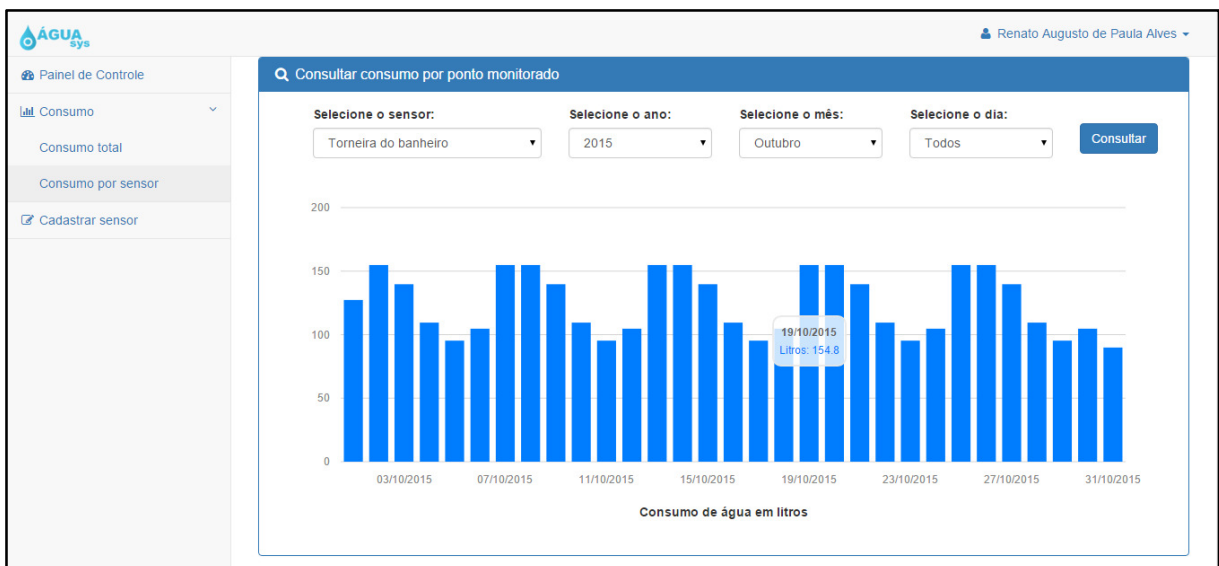 ÁGUA
sys
Renato Augusto de Paula Alves
Painel de Controle
Consumo
Consumo total
Consumo por sensor
Cadastrar sensor
Consultar consumo por ponto monitorado
Selecione o sensor: Selecione o ano: Selecione o mês: Selecione o dia:
Torneira do banheiro 2015 Outubro Todos Consultar
200
150
100
50
0
19/10/2015
Litros: 154.8
03/10/2015 07/10/2015 11/10/2015 15/10/2015 19/10/2015 23/10/2015 27/10/2015 31/10/2015
Consumo de água em litros